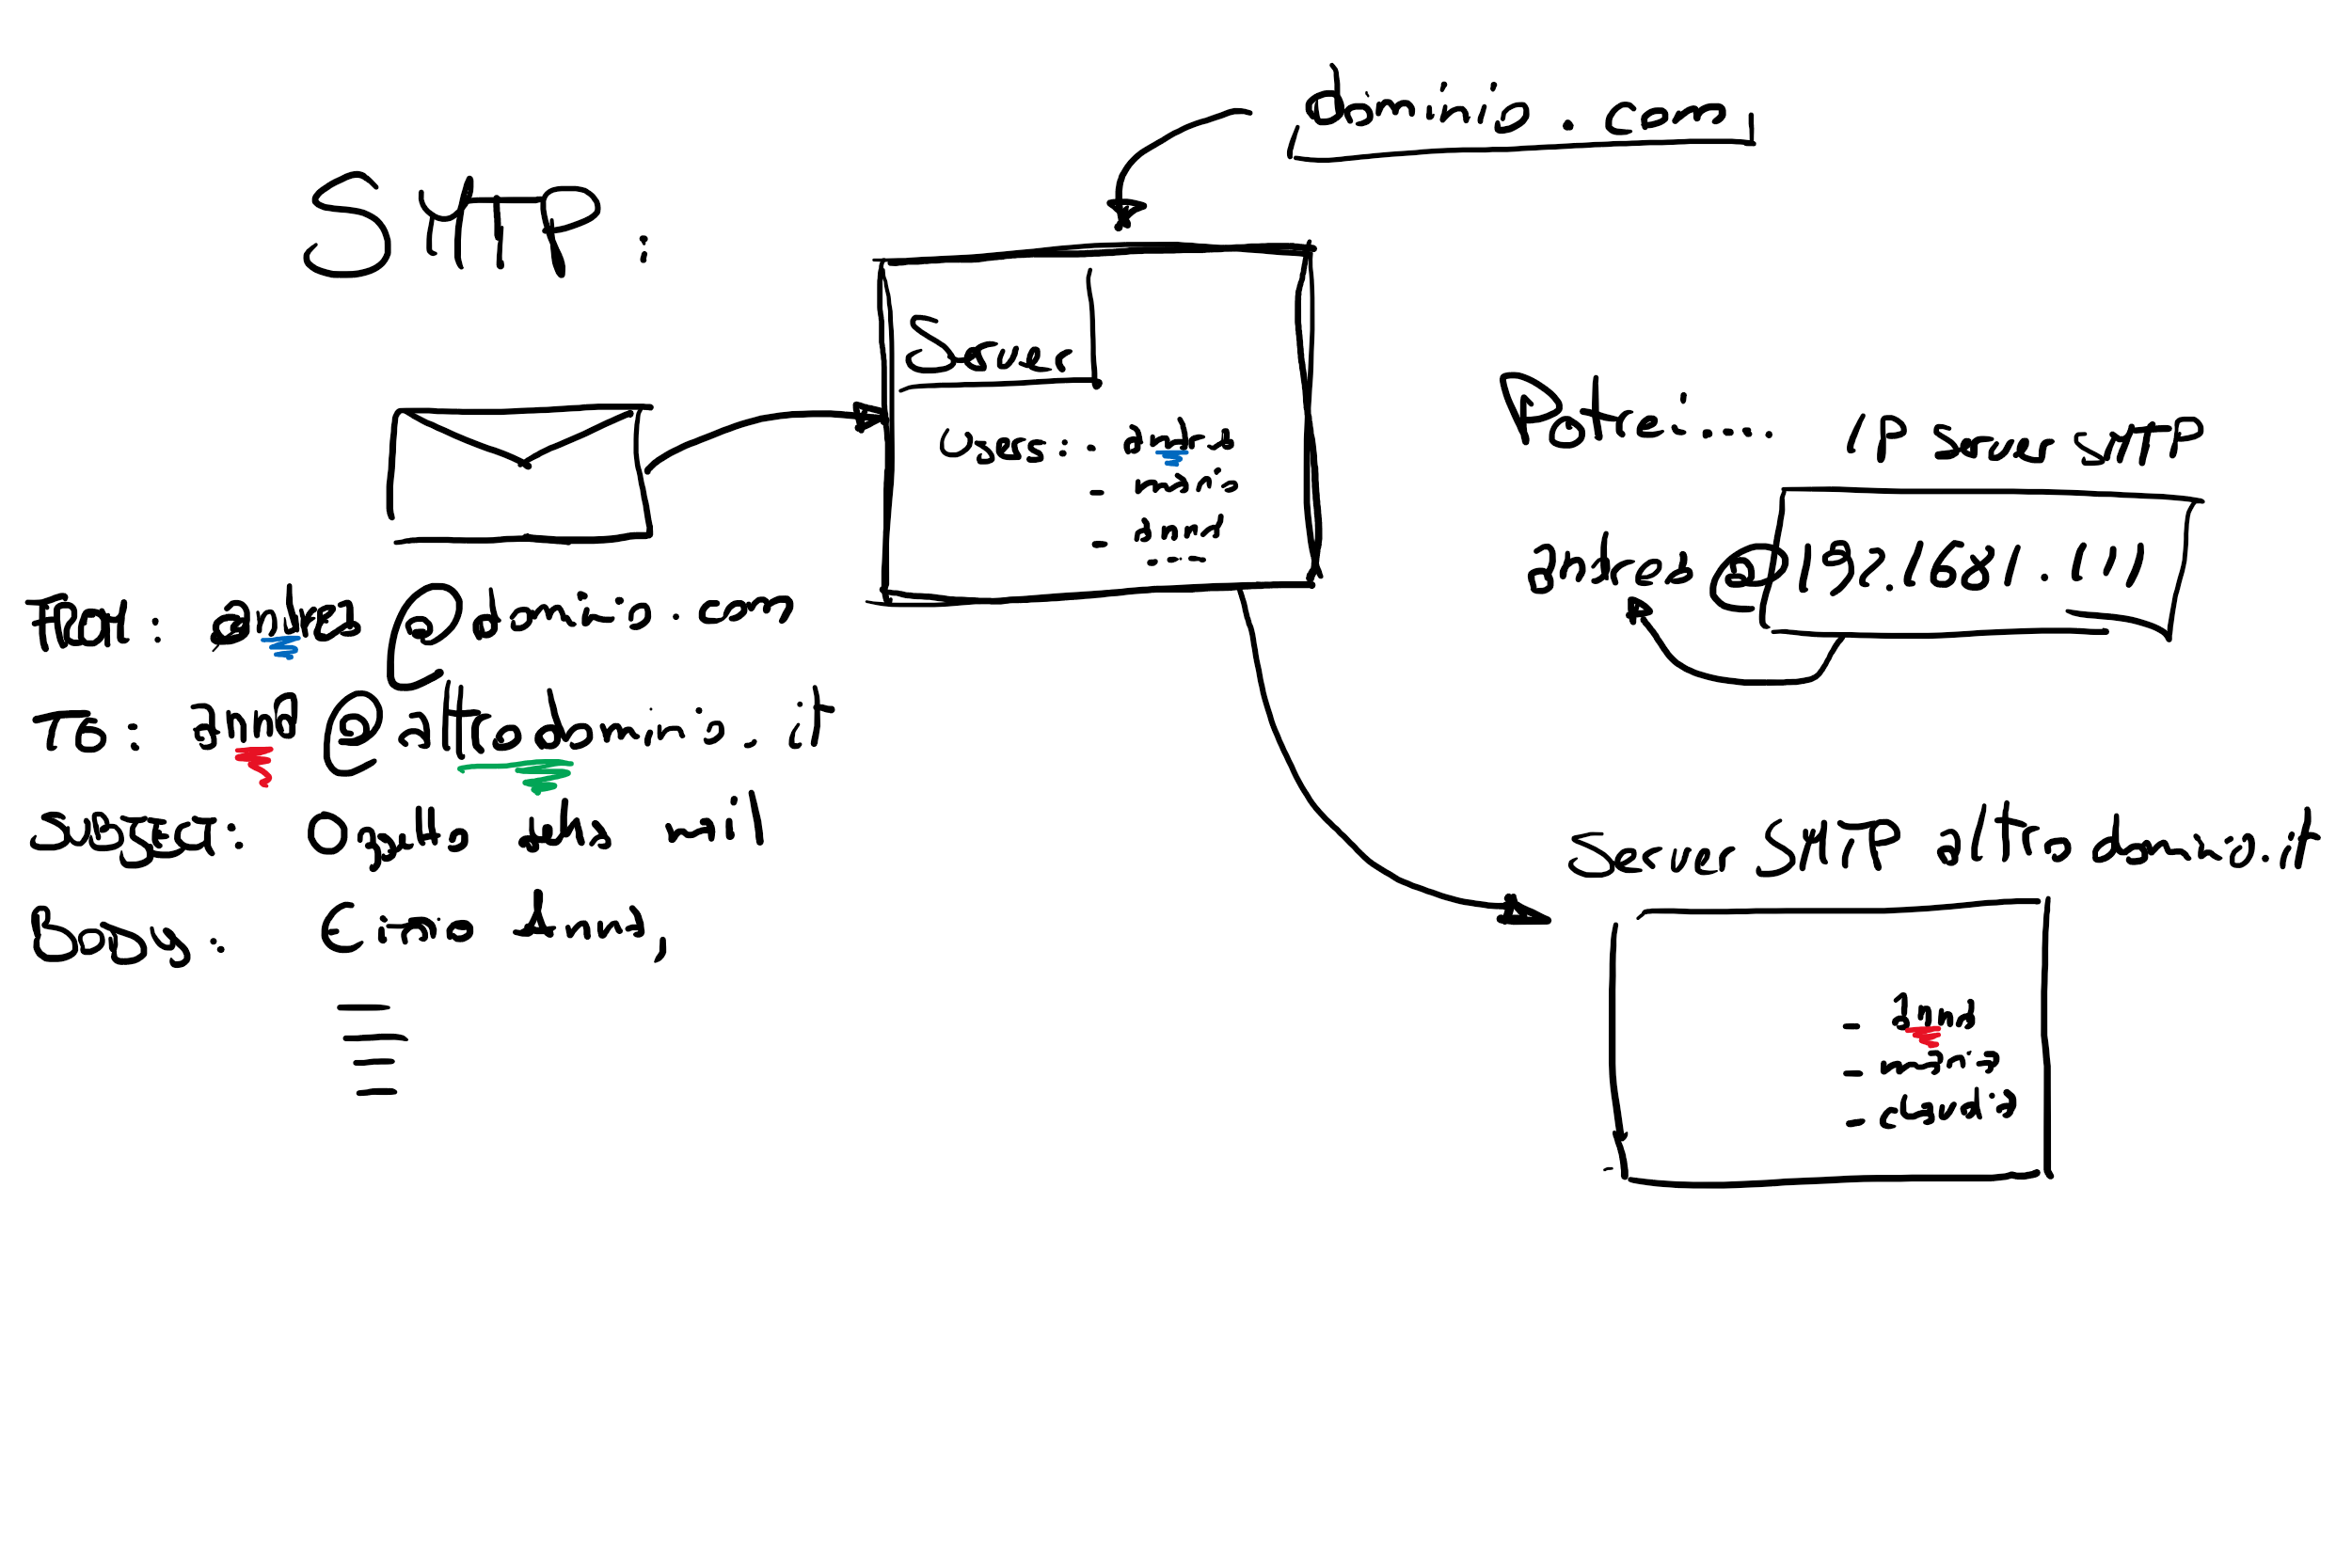 dominio.com
SMTP:
Server
Users: - andrea
- mario
- anna
Potrei....
IP server SMTP
andrea@192.168.1.111
FROM: andrea@dominio.com
TO: anna@altrodominio.it
SUBJECT: Oggetto della mail
BODY: Ciao Anna,
Server SMTP altrodominio.it
- anna
- mario
- claudia